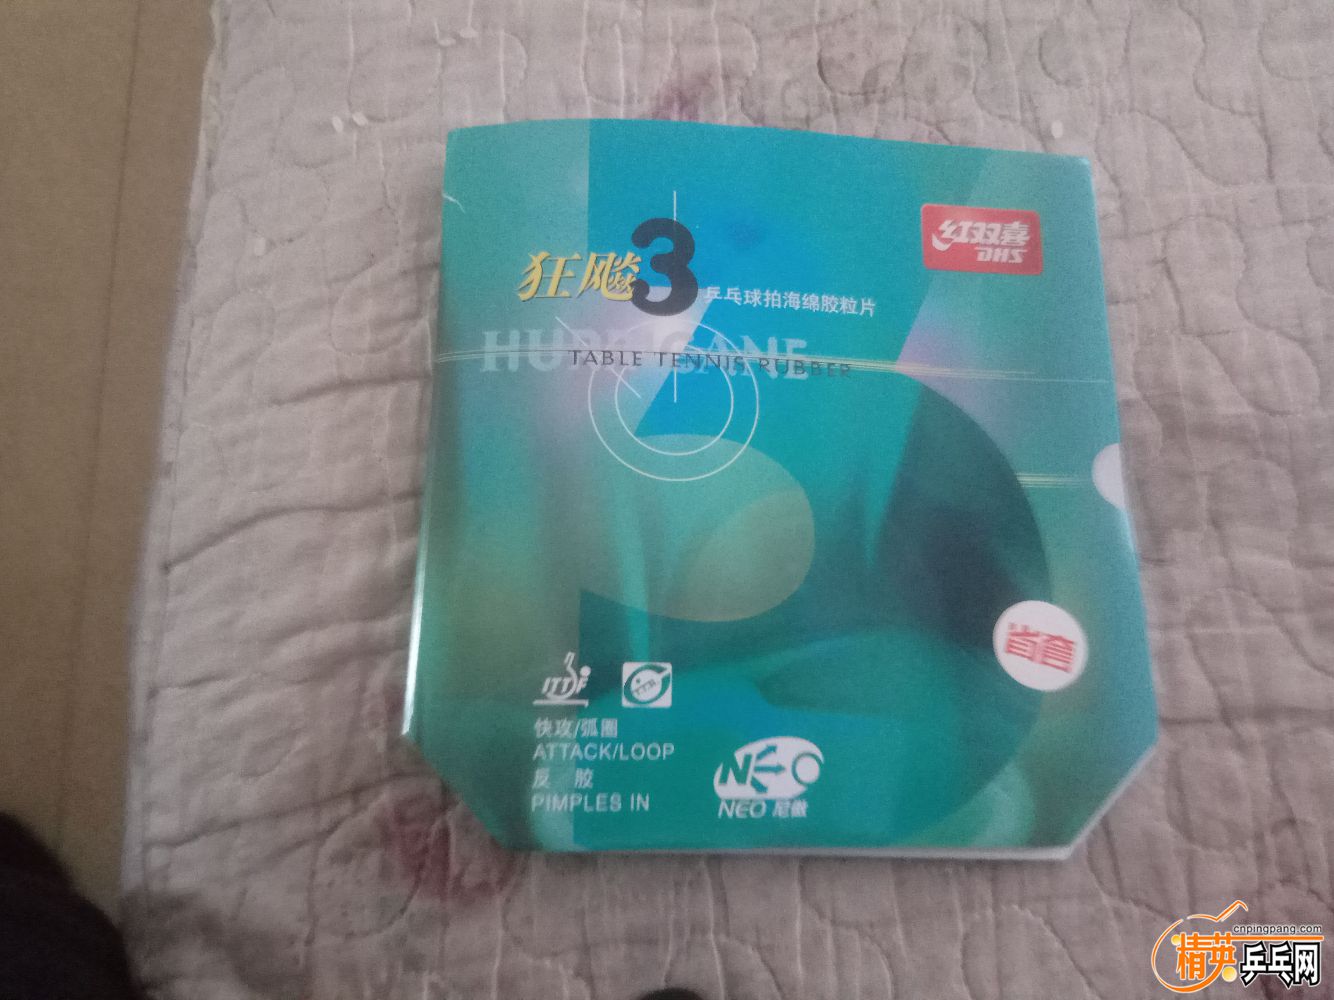 红双喜
DHS
狂飚3
乒乓球拍海绵胶粒片
HURRICANE
TABLE TENNIS RUBBER
省套
ITTF
快攻/弧圈
ATTACK/LOOP
反 胶
PIMPLES IN
NEO
NEO 尼傲
cnpingpang.com
精英乒乓网